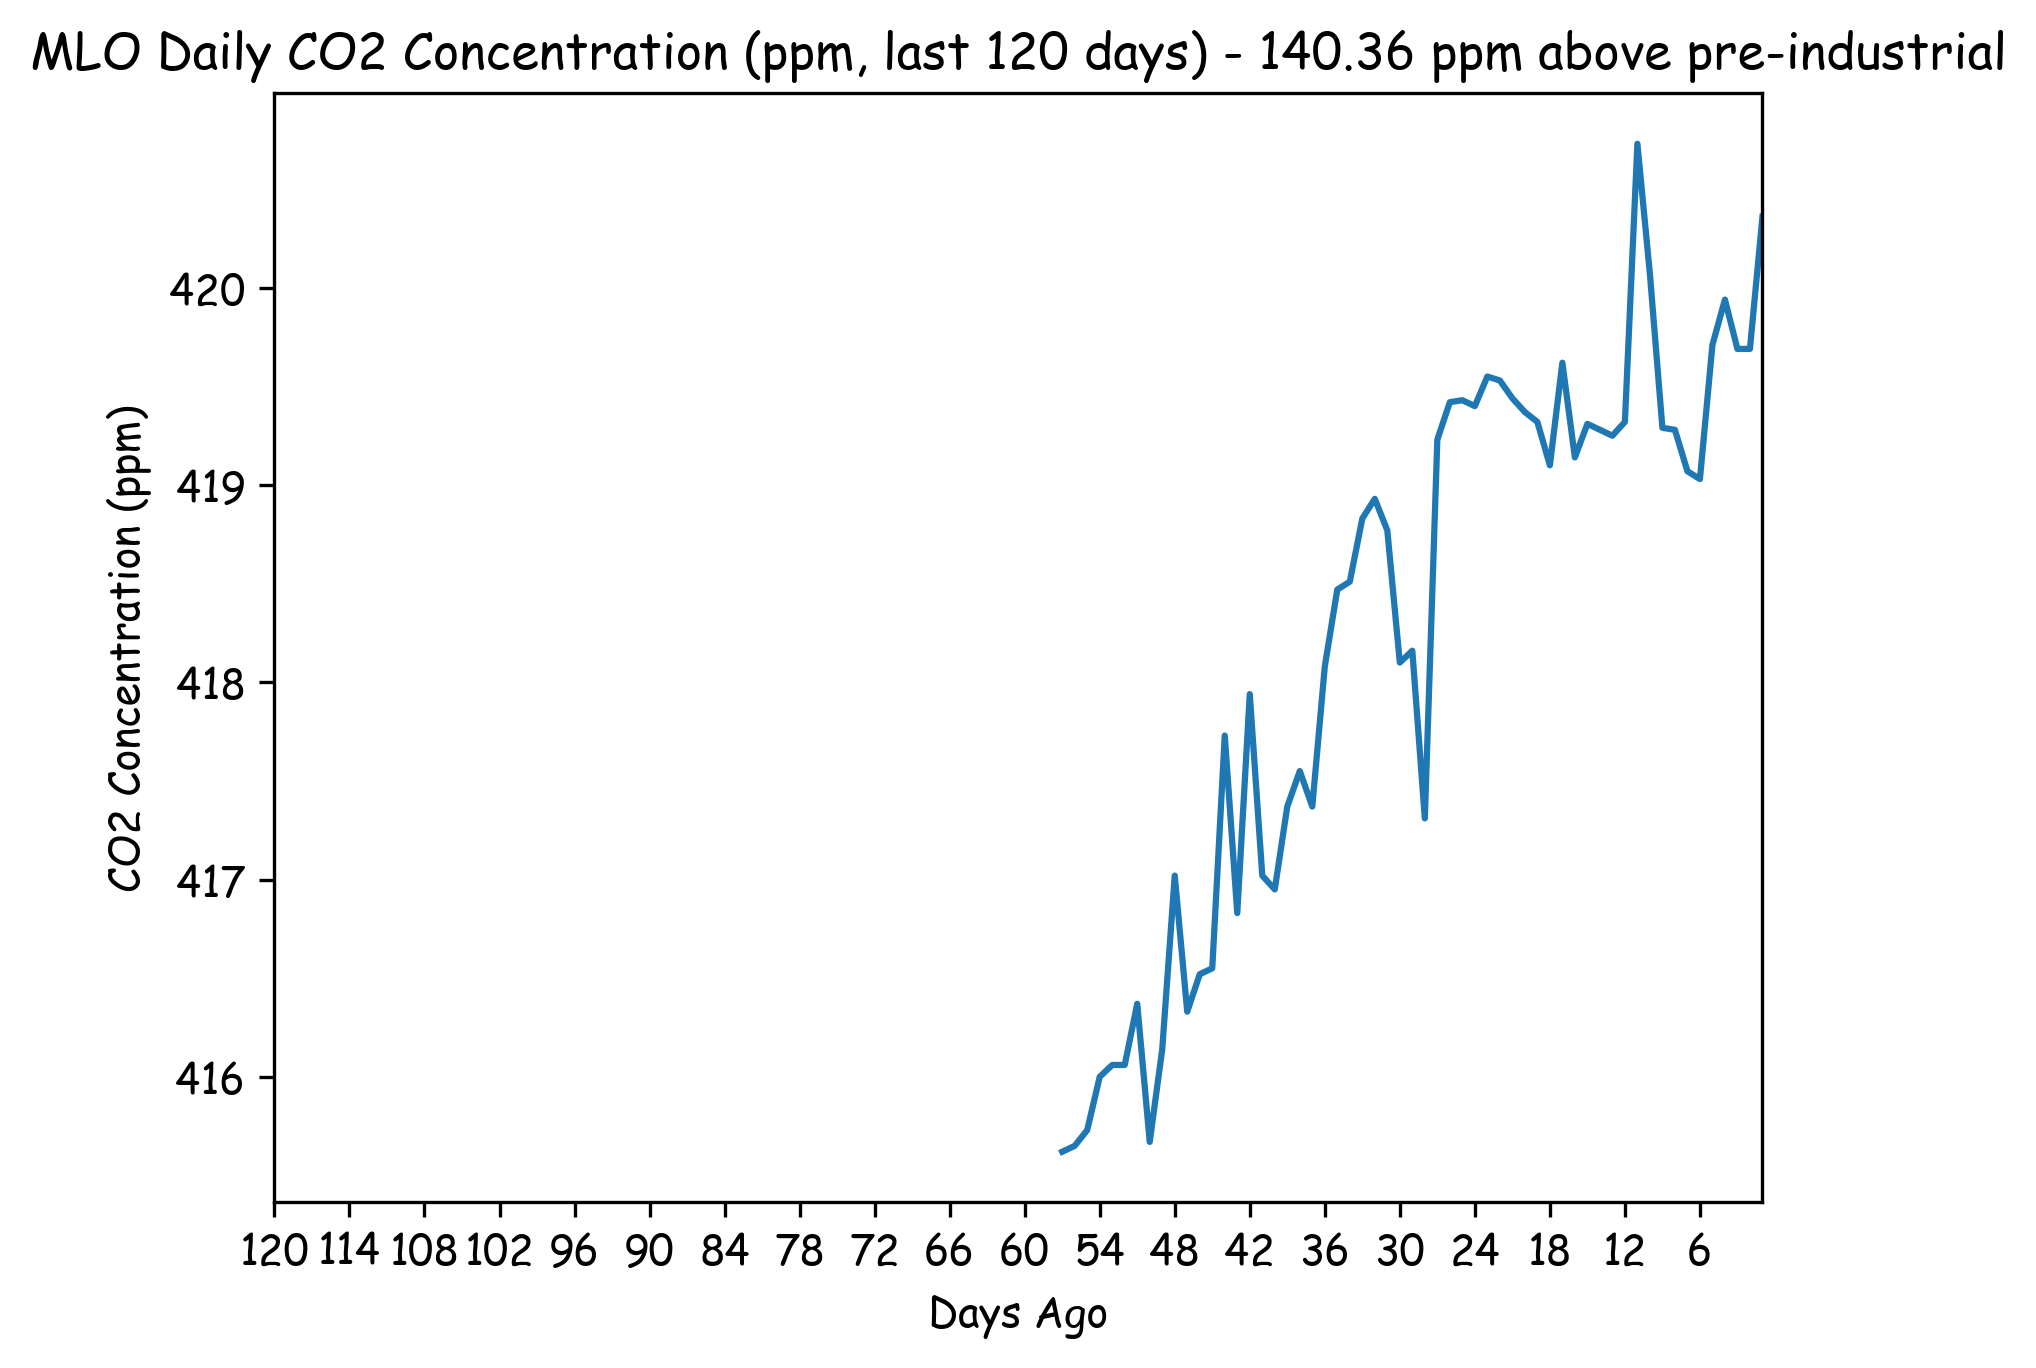 MLO Daily CO2 Concentration (ppm, last 120 days) - 140.36 ppm above pre-industrial
CO2 Concentration (ppm)
420
419
418
417
416
120 114 108 102 96 90 84 78 72 66 60 54 48 42 36 30 24 18 12 6
Days Ago